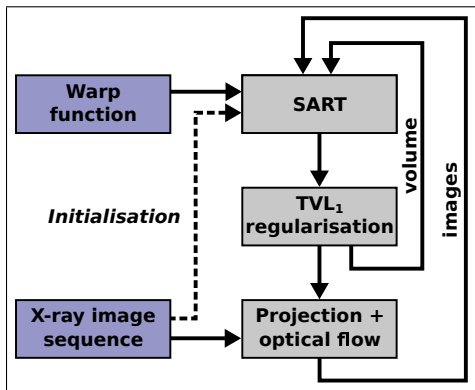 Warp
function
SART
volume
images
Initialisation
TVL₁
regularisation
X-ray image
sequence
Projection +
optical flow